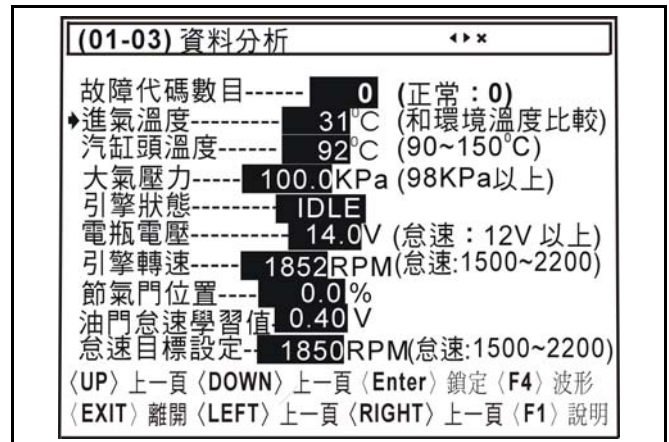 (01-03) 資料分析
故障代碼數目------ 0 (正常：0)
進氣溫度--------- 31°C (和環境溫度比較)
汽缸頭溫度------ 92°C (90~150°C)
大氣壓力----- 100.0KPa (98KPa以上)
引擎狀態-------- IDLE
電瓶電壓--------- 14.0V (怠速：12V 以上)
引擎轉速----- 1852RPM(怠速:1500~2200)
節氣門位置---- 0.0 %
油門怠速學習值- 0.40 V
怠速目標設定-- 1850RPM(怠速:1500~2200)
〈UP〉上一頁〈DOWN〉上一頁〈Enter〉鎖定〈F4〉波形
〈EXIT〉離開〈LEFT〉上一頁〈RIGHT〉上一頁〈F1〉說明